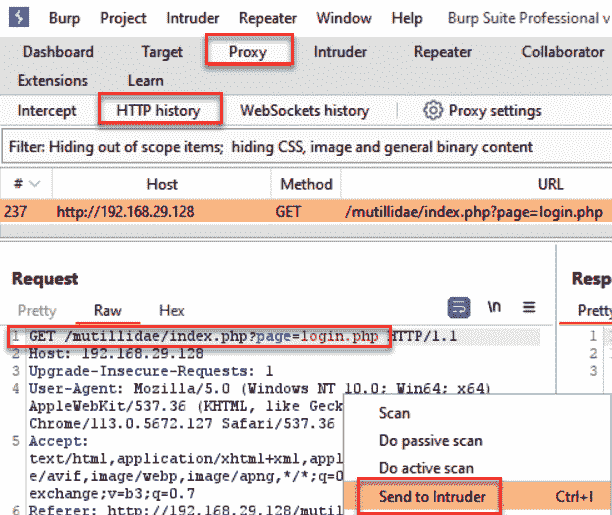 Burp Project Intruder Repeater Window Help Burp Suite Professional v
Dashboard Target Proxy Intruder Repeater Collaborator
Extensions Learn
Intercept HTTP history WebSockets history Proxy settings
Filter: Hiding out of scope items; hiding CSS, image and general binary content
# Host Method URL
237 http://192.168.29.128 GET /mutillidae/index.php?page=login.php
Request Respo
Pretty Raw Hex \n Pretty
1 GET /mutillidae/index.php?page=login.php HTTP/1.1 1
2 Host: 192.168.29.128 2
3 Upgrade-Insecure-Requests: 1 3
4 User-Agent: Mozilla/5.0 (Windows NT 10.0; Win64; x64)
AppleWebKit/537.36 (KHTML, like Geck
Chrome/113.0.5672.127 Safari/537.36
5 Accept:
text/html,application/xhtml+xml,appl
e/avif,image/webp,image/apng,*/*;q=0
exchange;v=b3;q=0.7
6 Referer: http://192.168.29.128/mutil
Scan
Do passive scan
Do active scan
Send to Intruder Ctrl+I